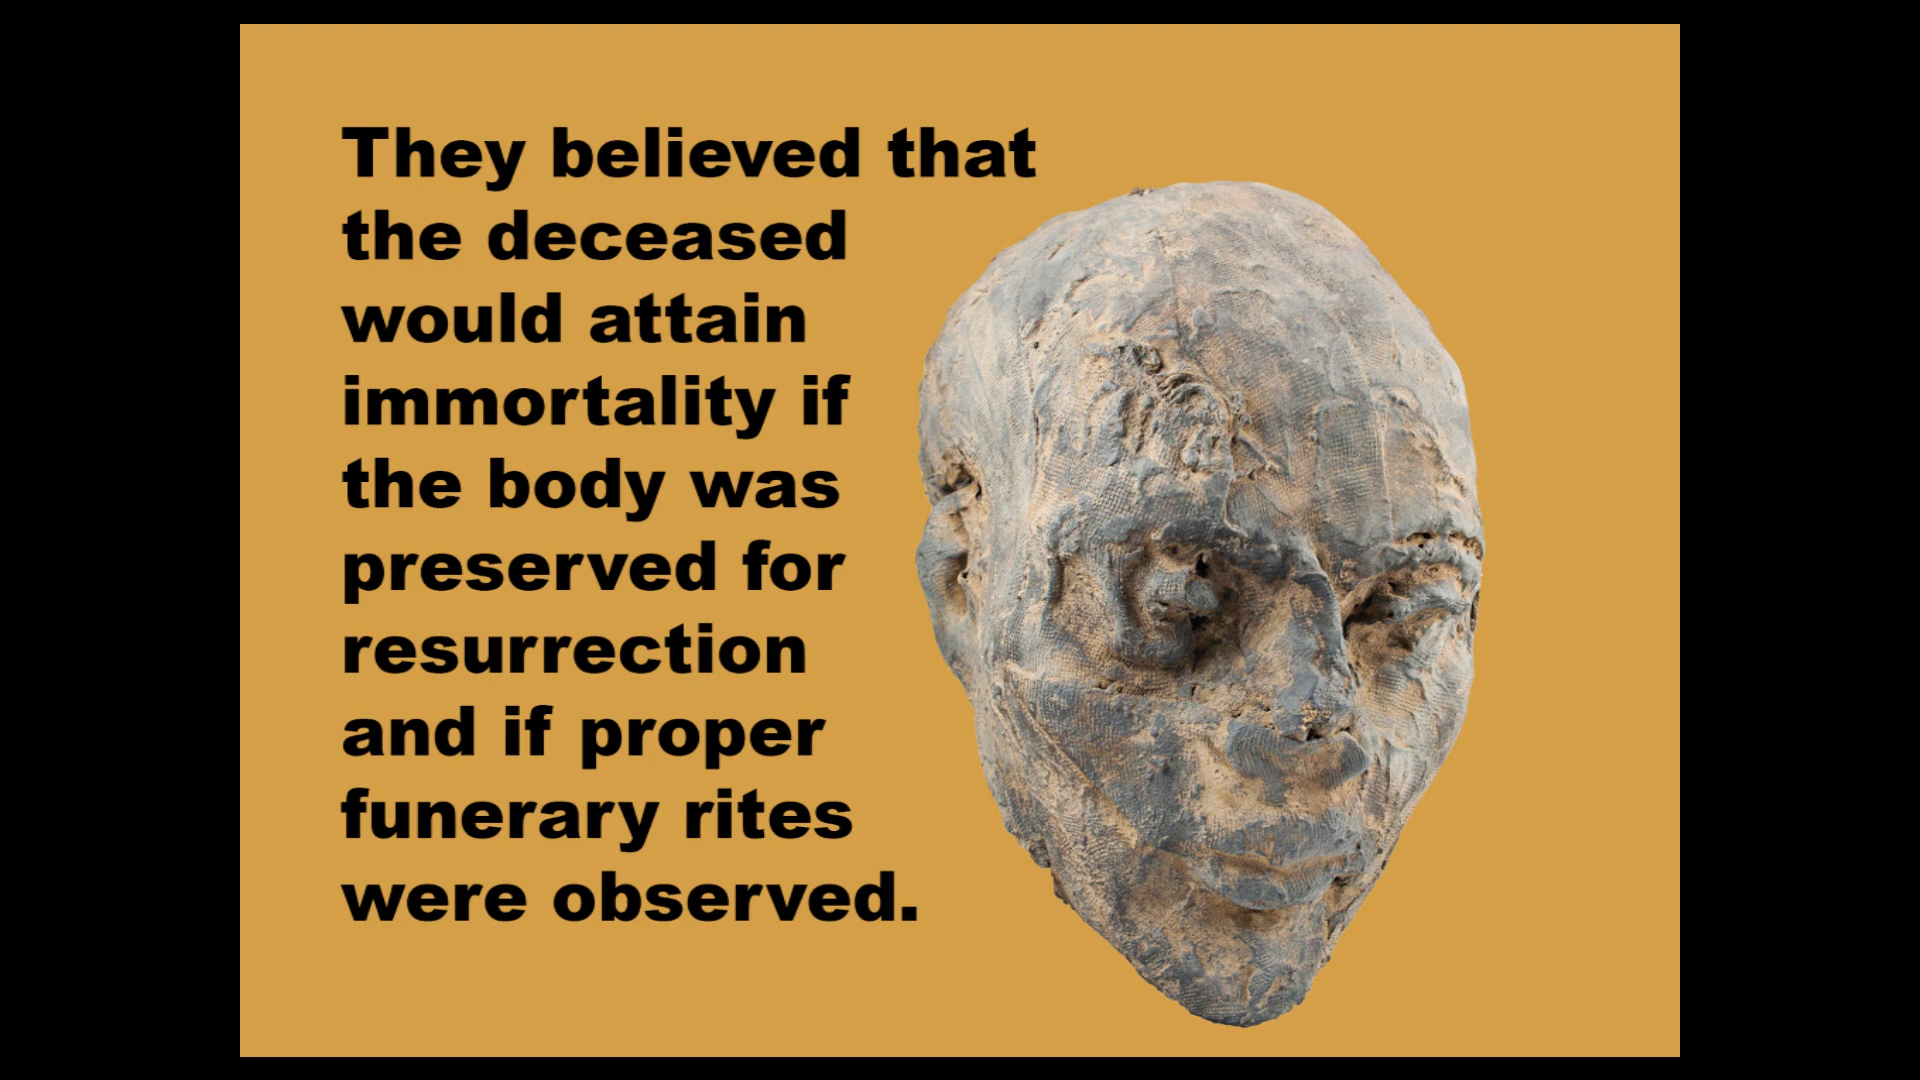 They believed that
the deceased
would attain
immortality if
the body was
preserved for
resurrection
and if proper
funerary rites
were observed.